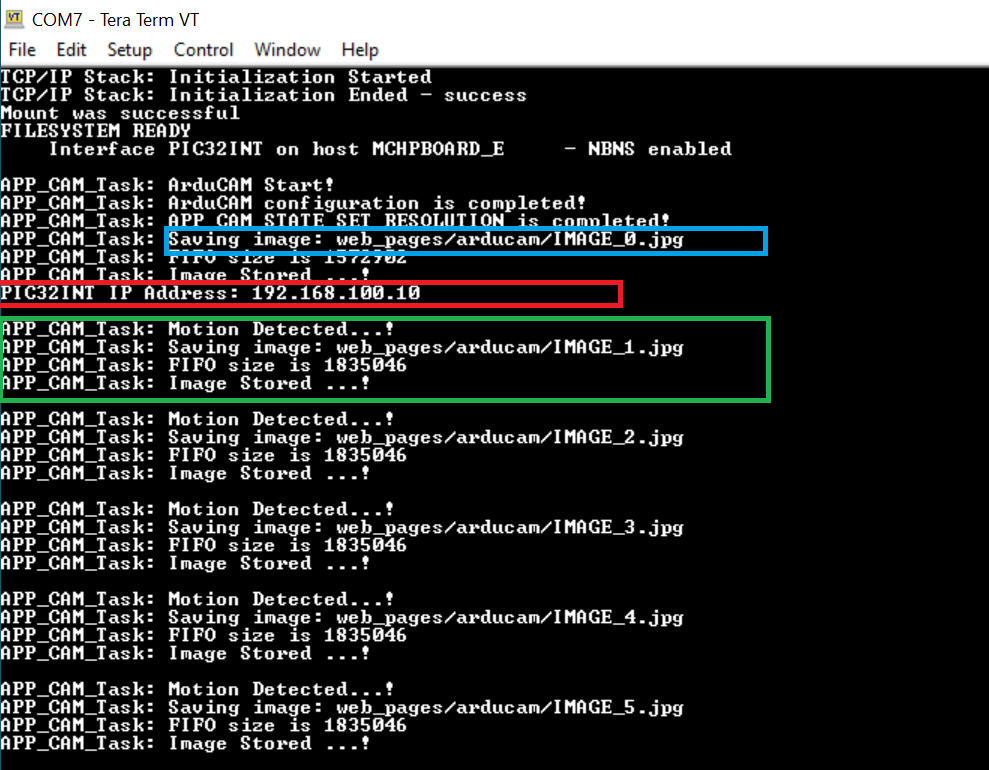 COM7 - Tera Term VT
File Edit Setup Control Window Help
TCP/IP Stack: Initialization Started
TCP/IP Stack: Initialization Ended - success
Mount was successful
FILESYSTEM READY
Interface PIC32INT on host MCHPBOARD_E - NBNS enabled
APP_CAM_Task: ArduCAM Start!
APP_CAM_Task: ArduCAM configuration is completed!
APP_CAM_Task: APP_CAM_STATE_SET_RESOLUTION is completed!
APP_CAM_Task: Saving image: web_pages/arducam/IMAGE_0.jpg
APP_CAM_Task: FIFO size is 1572902
APP_CAM_Task: Image Stored ...!
PIC32INT IP Address: 192.168.100.10
APP_CAM_Task: Motion Detected...!
APP_CAM_Task: Saving image: web_pages/arducam/IMAGE_1.jpg
APP_CAM_Task: FIFO size is 1835046
APP_CAM_Task: Image Stored ...!
APP_CAM_Task: Motion Detected...!
APP_CAM_Task: Saving image: web_pages/arducam/IMAGE_2.jpg
APP_CAM_Task: FIFO size is 1835046
APP_CAM_Task: Image Stored ...!
APP_CAM_Task: Motion Detected...!
APP_CAM_Task: Saving image: web_pages/arducam/IMAGE_3.jpg
APP_CAM_Task: FIFO size is 1835046
APP_CAM_Task: Image Stored ...!
APP_CAM_Task: Motion Detected...!
APP_CAM_Task: Saving image: web_pages/arducam/IMAGE_4.jpg
APP_CAM_Task: FIFO size is 1835046
APP_CAM_Task: Image Stored ...!
APP_CAM_Task: Motion Detected...!
APP_CAM_Task: Saving image: web_pages/arducam/IMAGE_5.jpg
APP_CAM_Task: FIFO size is 1835046
APP_CAM_Task: Image Stored ...!